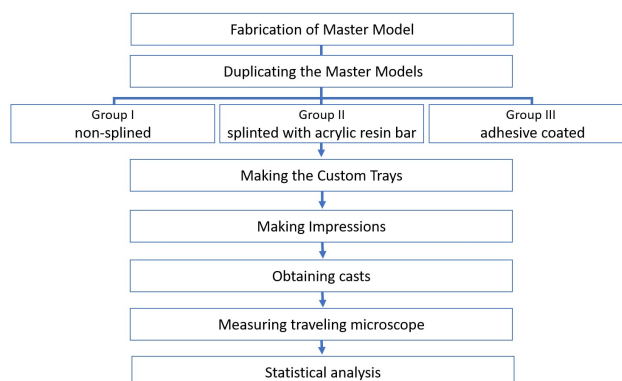 Fabrication of Master Model
Duplicating the Master Models
Group I
non-splined
Group II
splinted with acrylic resin bar
Group III
adhesive coated
Making the Custom Trays
Making Impressions
Obtaining casts
Measuring traveling microscope
Statistical analysis